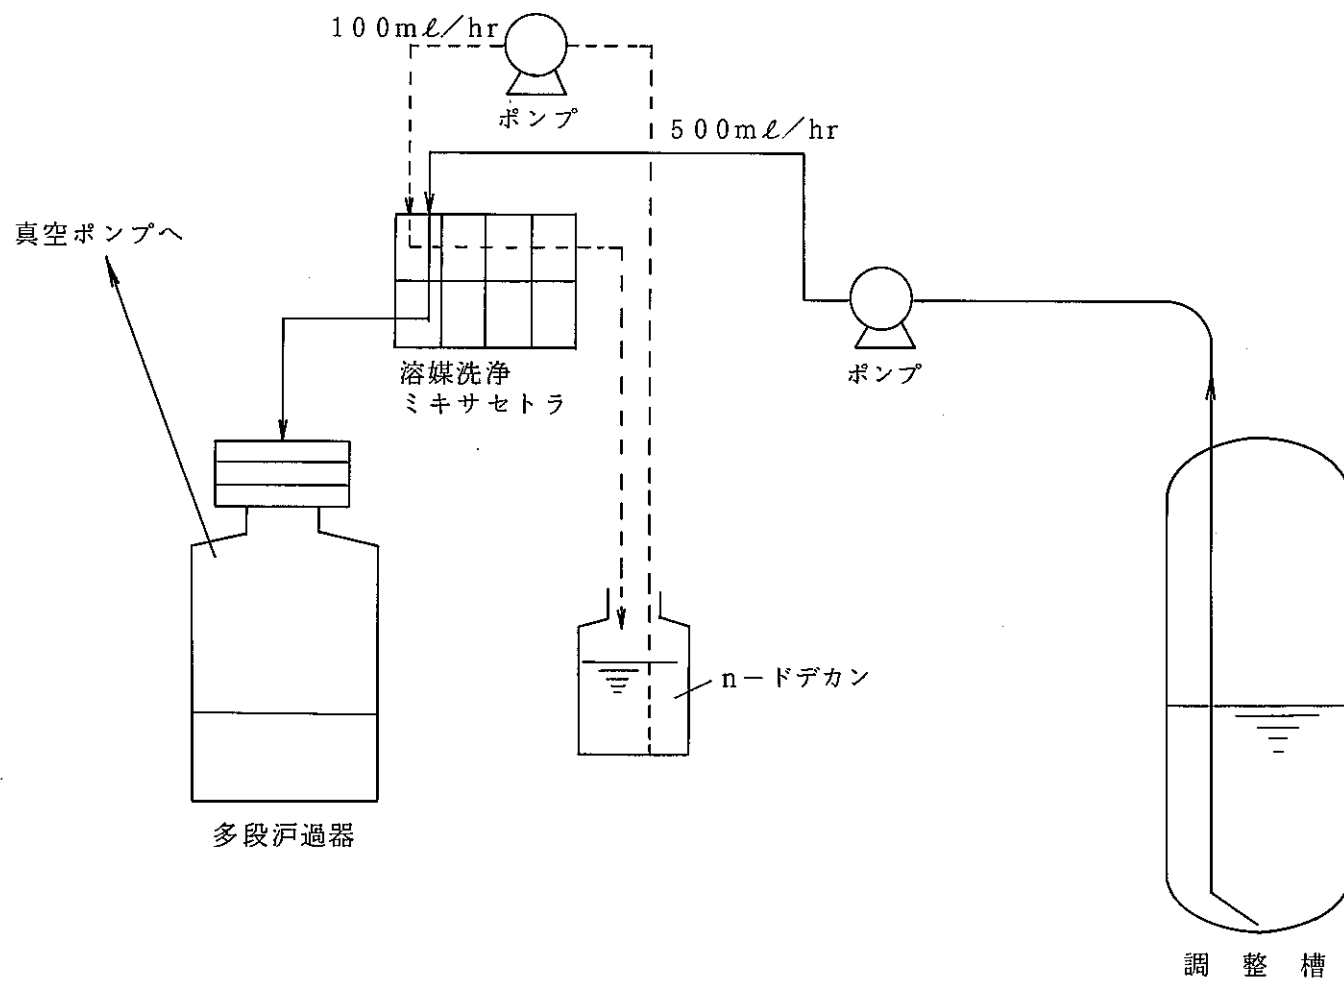 100mℓ/hr
ポンプ
500mℓ/hr
真空ポンプへ
溶媒洗浄
ミキサセトラ
ポンプ
n－ドデカン
多段沪過器
調整槽